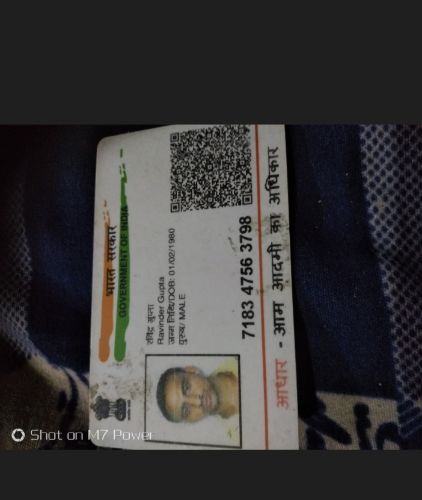 भारत सरकार
GOVERNMENT OF INDIA
रविंद्र गुप्ता
Ravinder Gupta
जन्म तिथि/DOB: 01/02/1980
पुरुष/ MALE
7183 4756 3798
आधार - आम आदमी का अधिकार
Shot on M7 Power